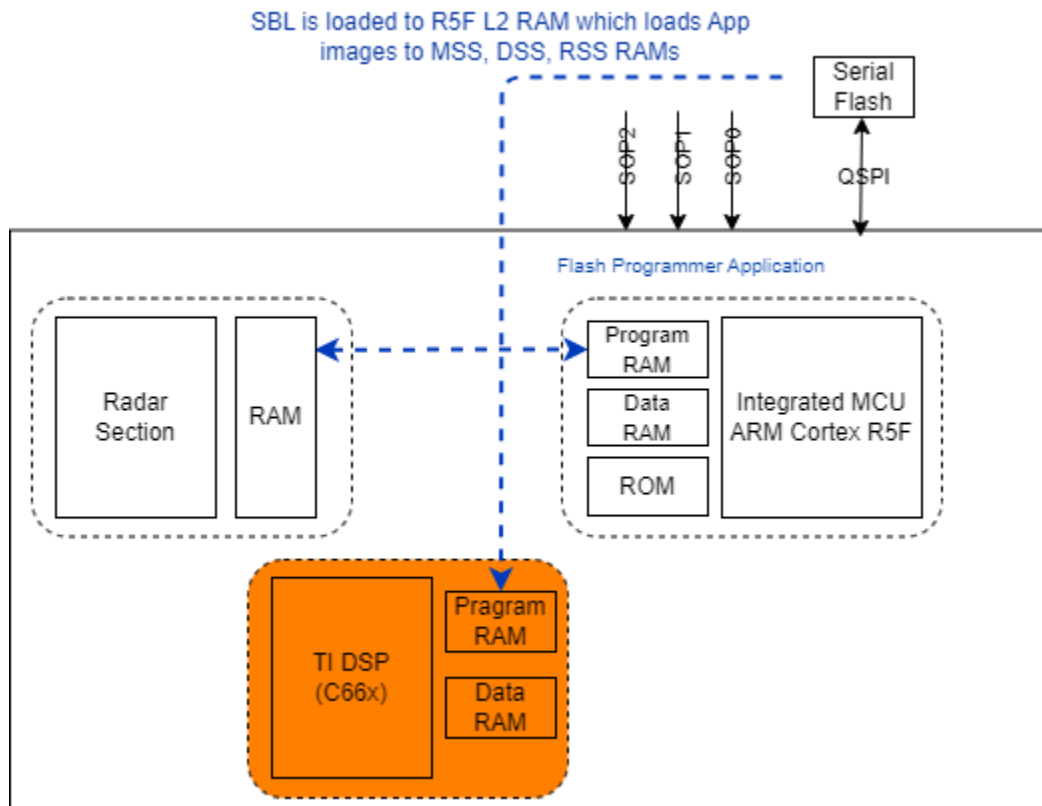 SBL is loaded to R5F L2 RAM which loads App
images to MSS, DSS, RSS RAMs
Serial
Flash
SOP2
SOP1
SOP0
QSPI
Flash Programmer Application
Radar
Section
RAM
Program
RAM
Data
RAM
ROM
Integrated MCU
ARM Cortex R5F
TI DSP
(C66x)
Pragram
RAM
Data
RAM